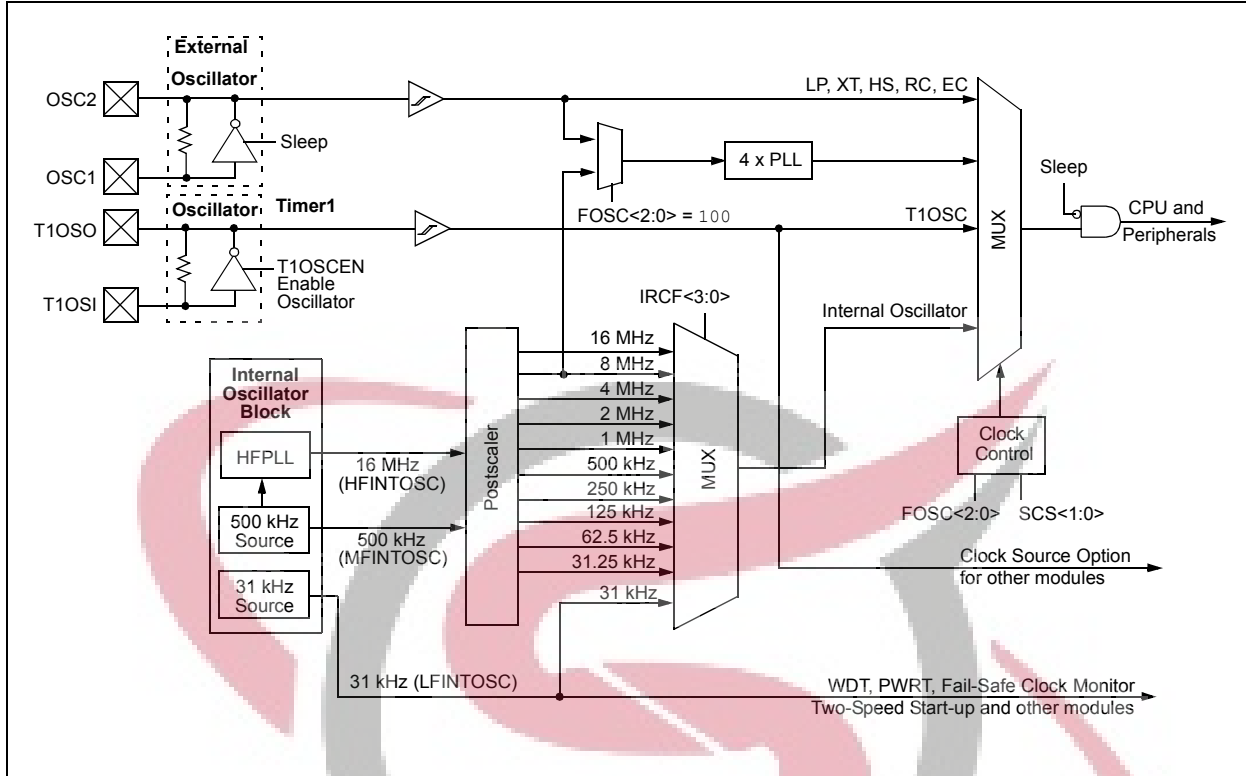 External
Oscillator
OSC2
Sleep
OSC1
LP, XT, HS, RC, EC
4 x PLL
FOSC<2:0> = 100
Sleep
MUX
CPU and
Peripherals
Oscillator
Timer1
T1OSO
T1OSC
T1OSCEN
Enable
Oscillator
T1OSI
IRCF<3:0>
Internal Oscillator
Internal
Oscillator
Block
HFPLL
500 kHz
Source
31 kHz
Source
16 MHz
(HFINTOSC)
500 kHz
(MFINTOSC)
Postscaler
16 MHz
8 MHz
4 MHz
2 MHz
1 MHz
500 kHz
250 kHz
125 kHz
62.5 kHz
31.25 kHz
31 kHz
MUX
Clock
Control
FOSC<2:0>
SCS<1:0>
Clock Source Option
for other modules
31 kHz (LFINTOSC)
WDT, PWRT, Fail-Safe Clock Monitor
Two-Speed Start-up and other modules